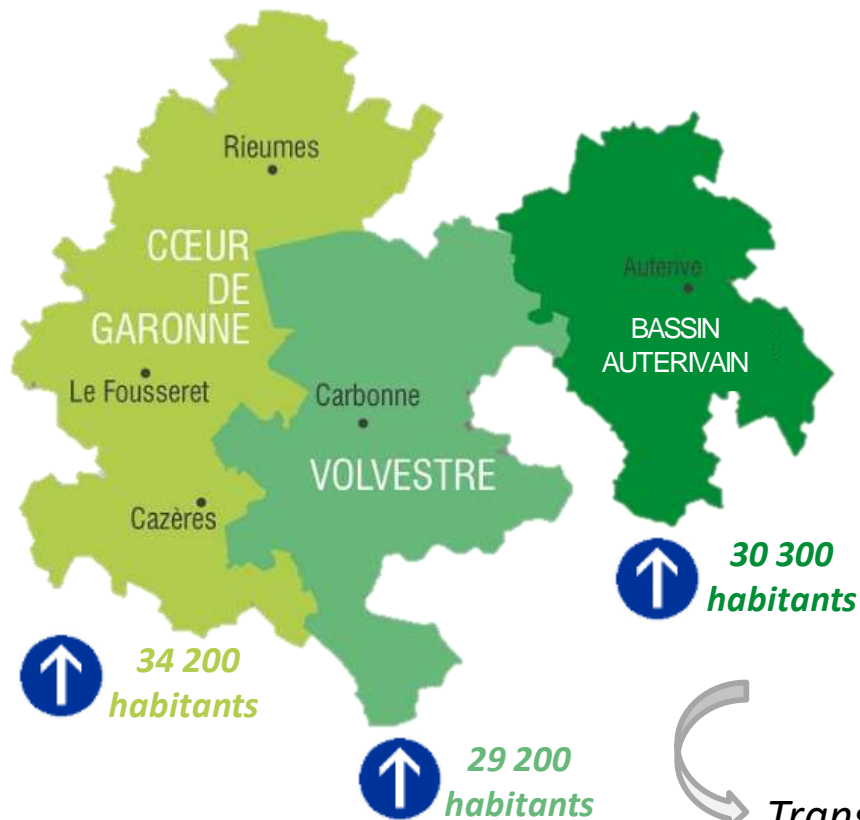 Rieumes
CŒUR
DE
GARONNE
Auterive
BASSIN
AUTERIVAIN
Le Fousseret
Carbonne
VOLVESTRE
Cazères
30 300
habitants
34 200
habitants
29 200
habitants